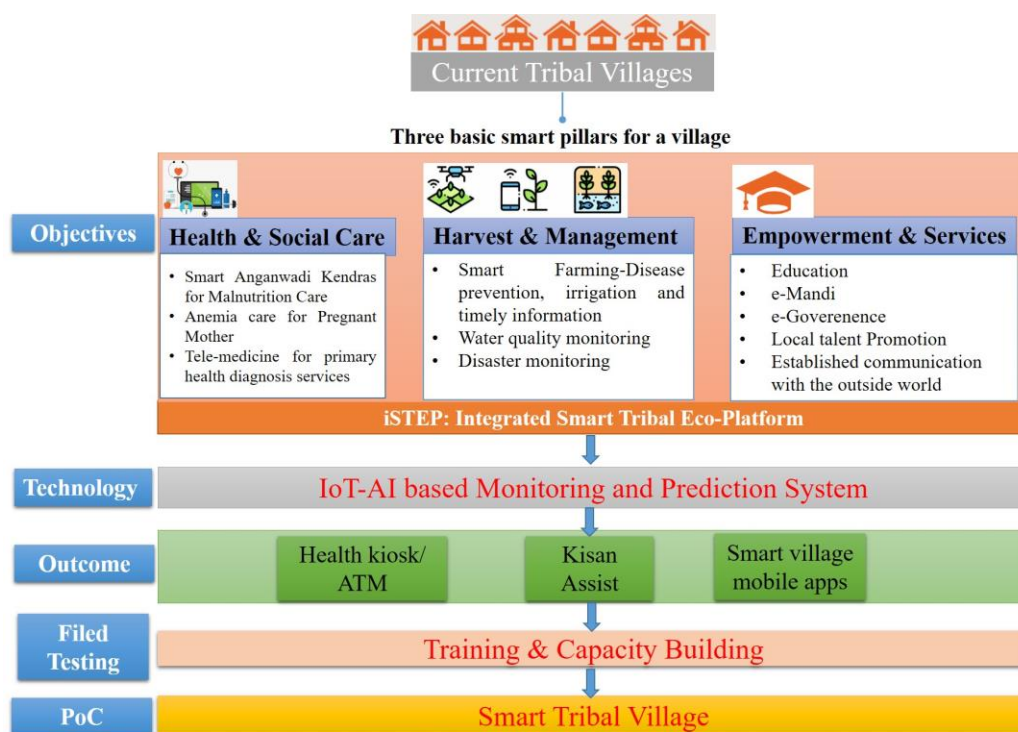 Current Tribal Villages
Three basic smart pillars for a village
Objectives
Health & Social Care
• Smart Anganwadi Kendras
for Malnutrition Care
• Anemia care for Pregnant
Mother
• Tele-medicine for primary
health diagnosis services
Harvest & Management
• Smart Farming-Disease
prevention, irrigation and
timely information
• Water quality monitoring
• Disaster monitoring
Empowerment & Services
• Education
• e-Mandi
• e-Goverenence
• Local talent Promotion
• Established communication
with the outside world
iSTEP: Integrated Smart Tribal Eco-Platform
Technology
IoT-AI based Monitoring and Prediction System
Outcome
Health kiosk/
ATM
Kisan
Assist
Smart village
mobile apps
Filed
Testing
Training & Capacity Building
PoC
Smart Tribal Village